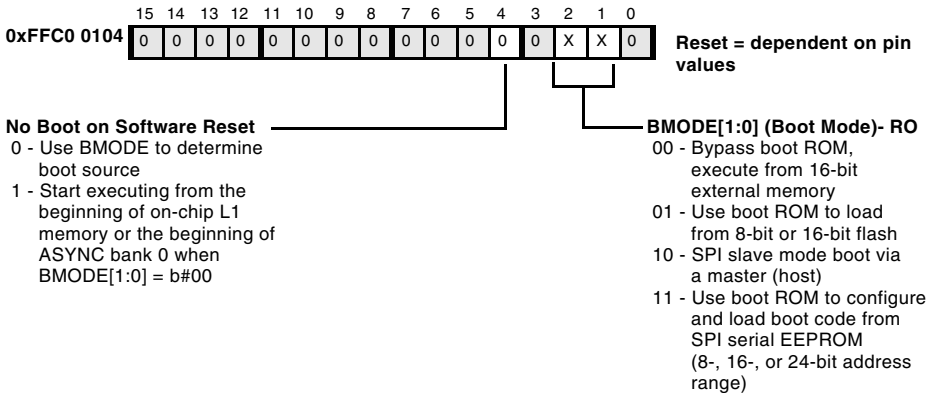 15 14 13 12 11 10 9 8 7 6 5 4 3 2 1 0
0xFFC0 0104 0 0 0 0 0 0 0 0 0 0 0 0 0 X X 0
Reset = dependent on pin
values
No Boot on Software Reset
0 - Use BMODE to determine
boot source
1 - Start executing from the
beginning of on-chip L1
memory or the beginning of
ASYNC bank 0 when
BMODE[1:0] = b#00
BMODE[1:0] (Boot Mode)- RO
00 - Bypass boot ROM,
execute from 16-bit
external memory
01 - Use boot ROM to load
from 8-bit or 16-bit flash
10 - SPI slave mode boot via
a master (host)
11 - Use boot ROM to configure
and load boot code from
SPI serial EEPROM
(8-, 16-, or 24-bit address
range)